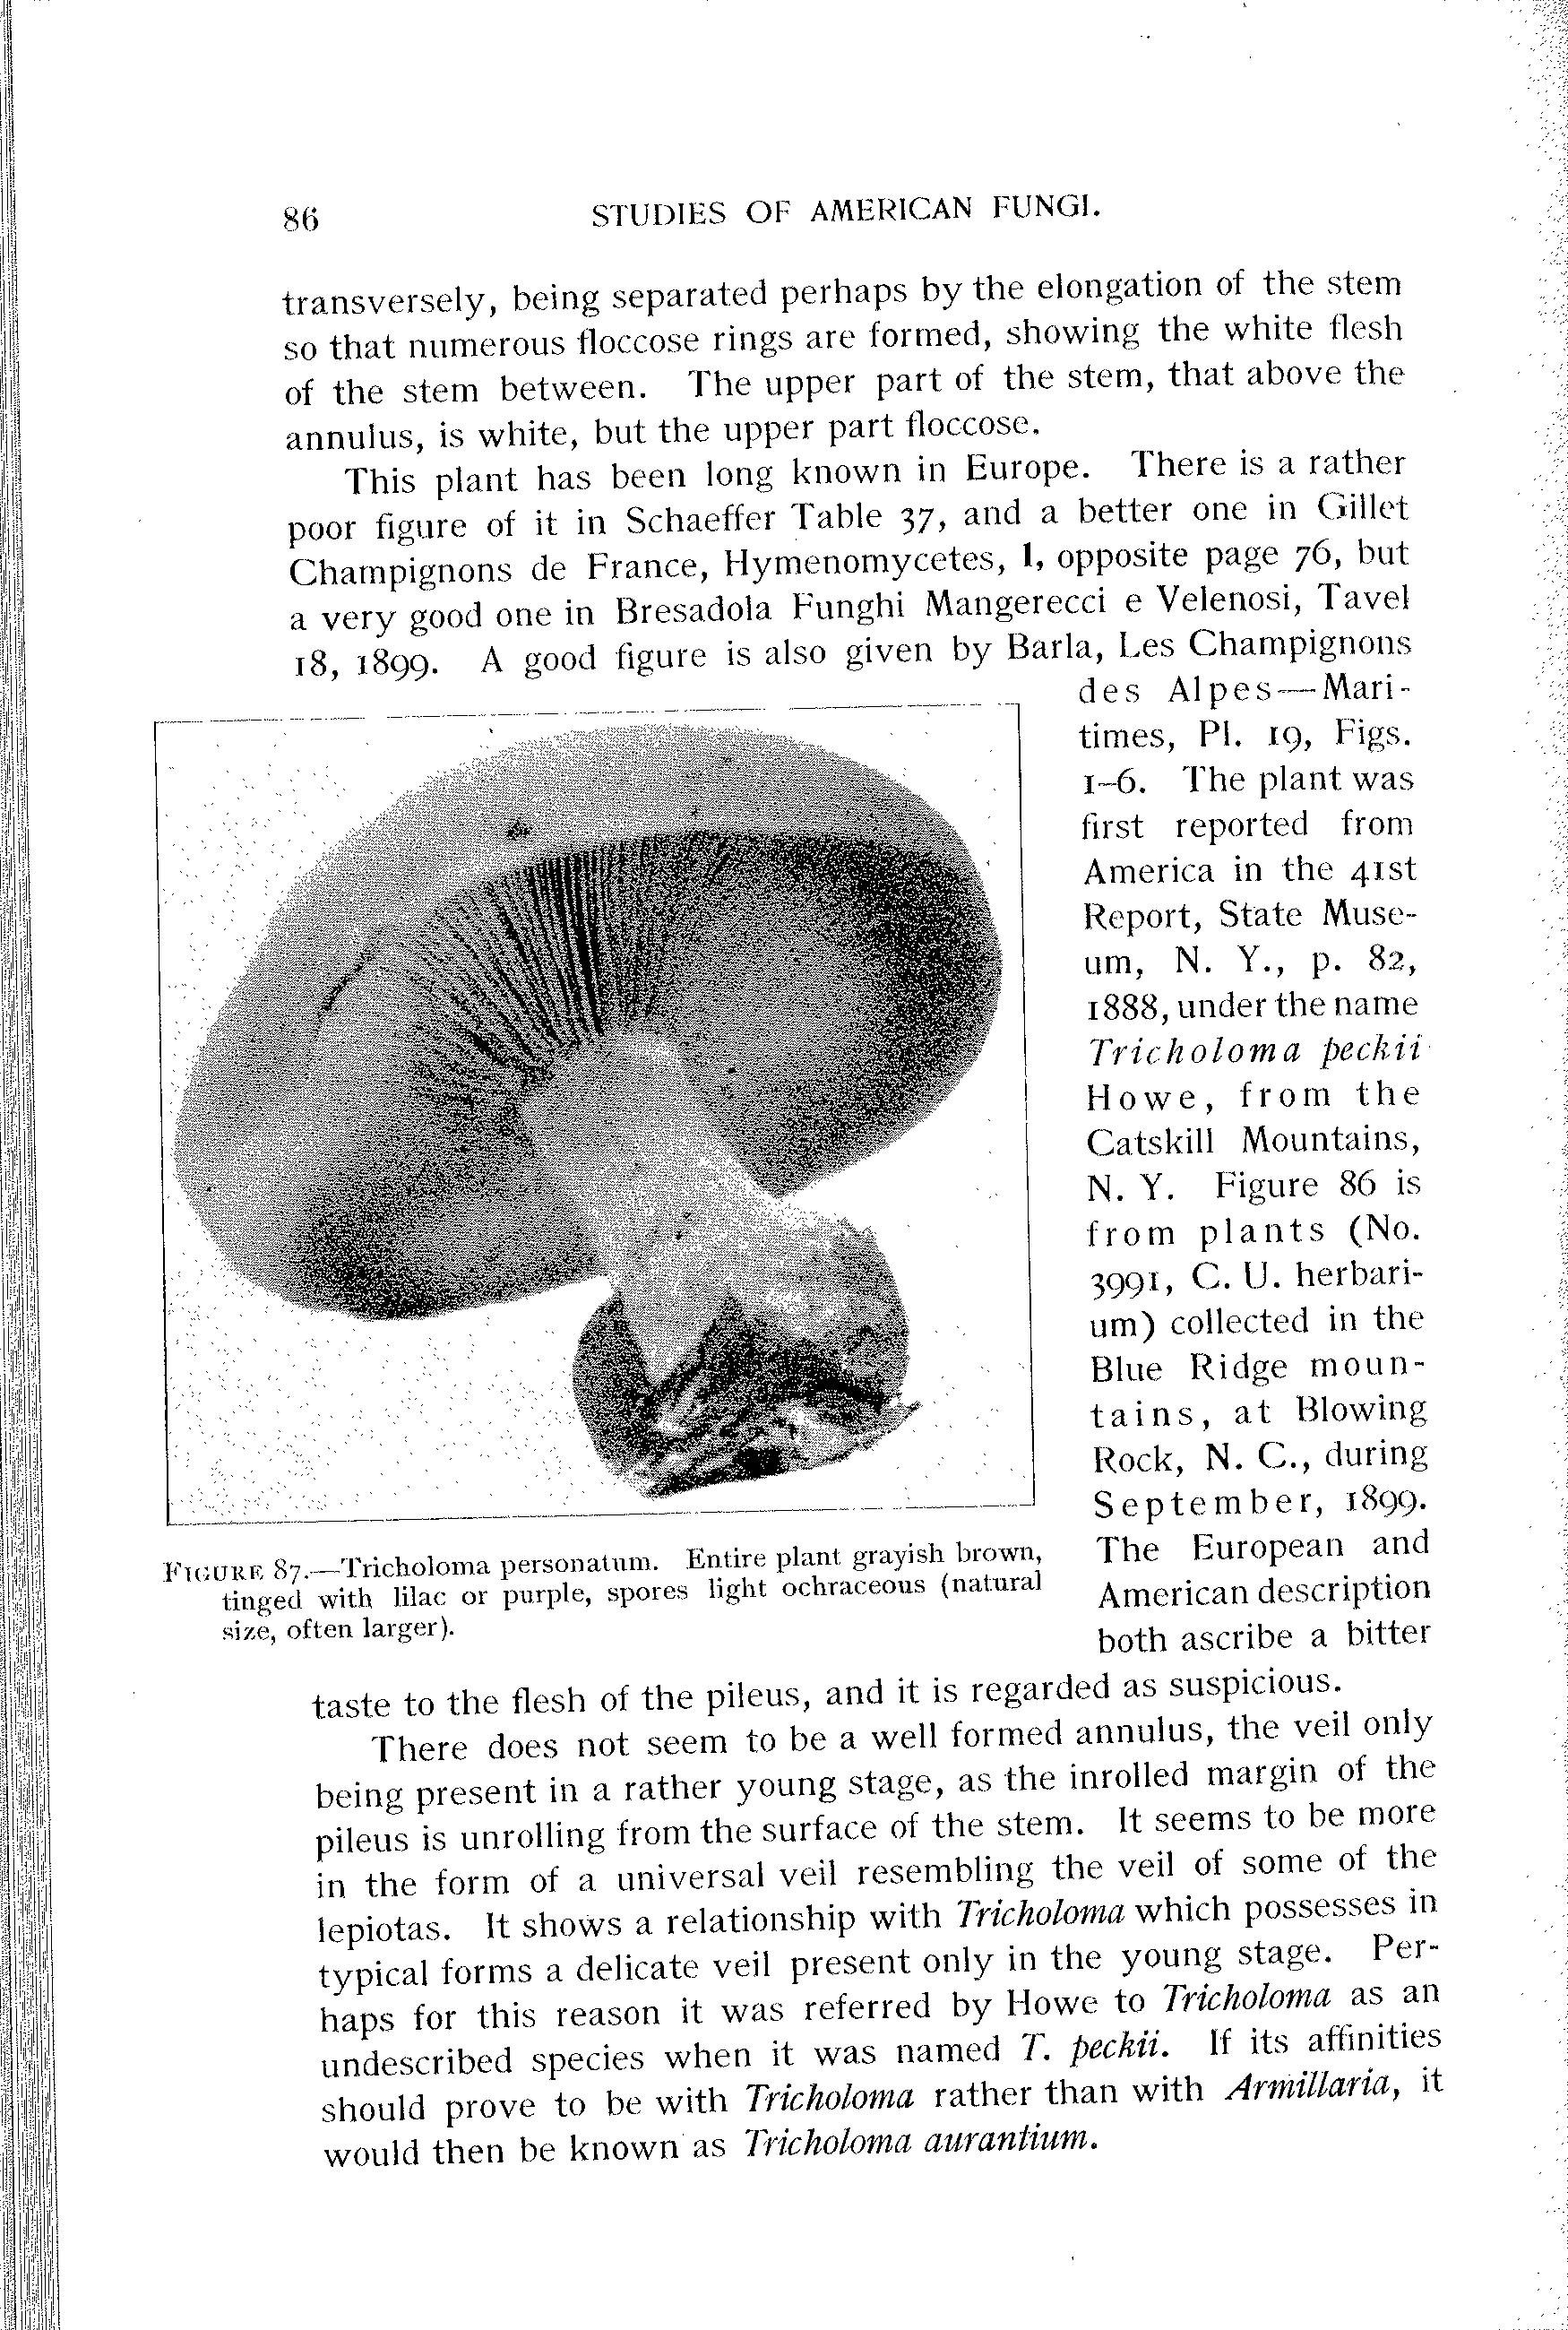 86 STUDIES OF AMERICAN FUNGI.
transversely, being separated perhaps by the elongation of the stem
so that numerous floccose rings are formed, showing the white flesh
of the stem between. The upper part of the stem, that above the
annulus, is white, but the upper part floccose.
This plant has been long known in Europe. There is a rather
poor figure of it in Schaeffer Table 37, and a better one in Gillet
Champignons de France, Hymenomycetes, 1, opposite page 76, but
a very good one in Bresadola Funghi Mangerecci e Velenosi, Tavel
18, 1899. A good figure is also given by Barla, Les Champignons
des Alpes—Mari-
times, Pl. 19, Figs.
1–6. The plant was
first reported from
America in the 41st
Report, State Muse-
um, N. Y., p. 82,
1888, under the name
Tricholoma peckii
Howe, from the
Catskill Mountains,
N. Y. Figure 86 is
from plants (No.
3991, C. U. herbari-
um) collected in the
Blue Ridge moun-
tains, at Blowing
Rock, N. C., during
September, 1899.
The European and
American description
both ascribe a bitter
FIGURE 87.—Tricholoma personatum. Entire plant grayish brown,
tinged with lilac or purple, spores light ochraceous (natural
size, often larger).
taste to the flesh of the pileus, and it is regarded as suspicious.
There does not seem to be a well formed annulus, the veil only
being present in a rather young stage, as the inrolled margin of the
pileus is unrolling from the surface of the stem. It seems to be more
in the form of a universal veil resembling the veil of some of the
lepiotas. It shows a relationship with Tricholoma which possesses in
typical forms a delicate veil present only in the young stage. Per-
haps for this reason it was referred by Howe to Tricholoma as an
undescribed species when it was named T. peckii. If its affinities
should prove to be with Tricholoma rather than with Armillaria, it
would then be known as Tricholoma aurantium.